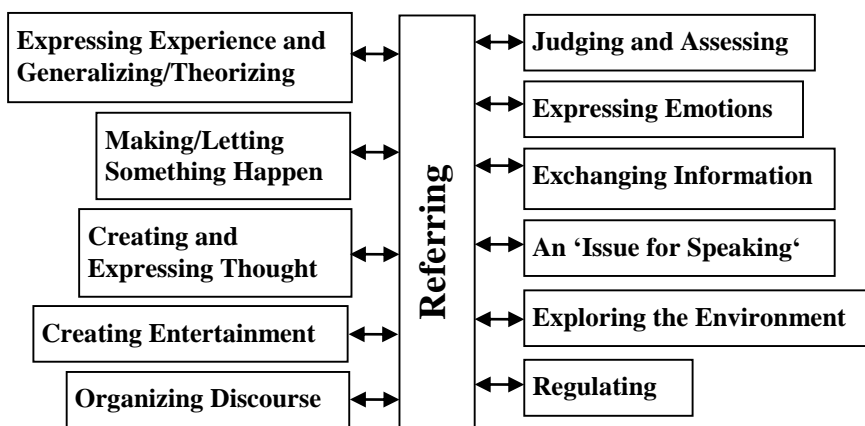 Expressing Experience and
Generalizing/Theorizing
Making/Letting
Something Happen
Creating and
Expressing Thought
Creating Entertainment
Organizing Discourse
Referring
Judging and Assessing
Expressing Emotions
Exchanging Information
An ‘Issue for Speaking‘
Exploring the Environment
Regulating